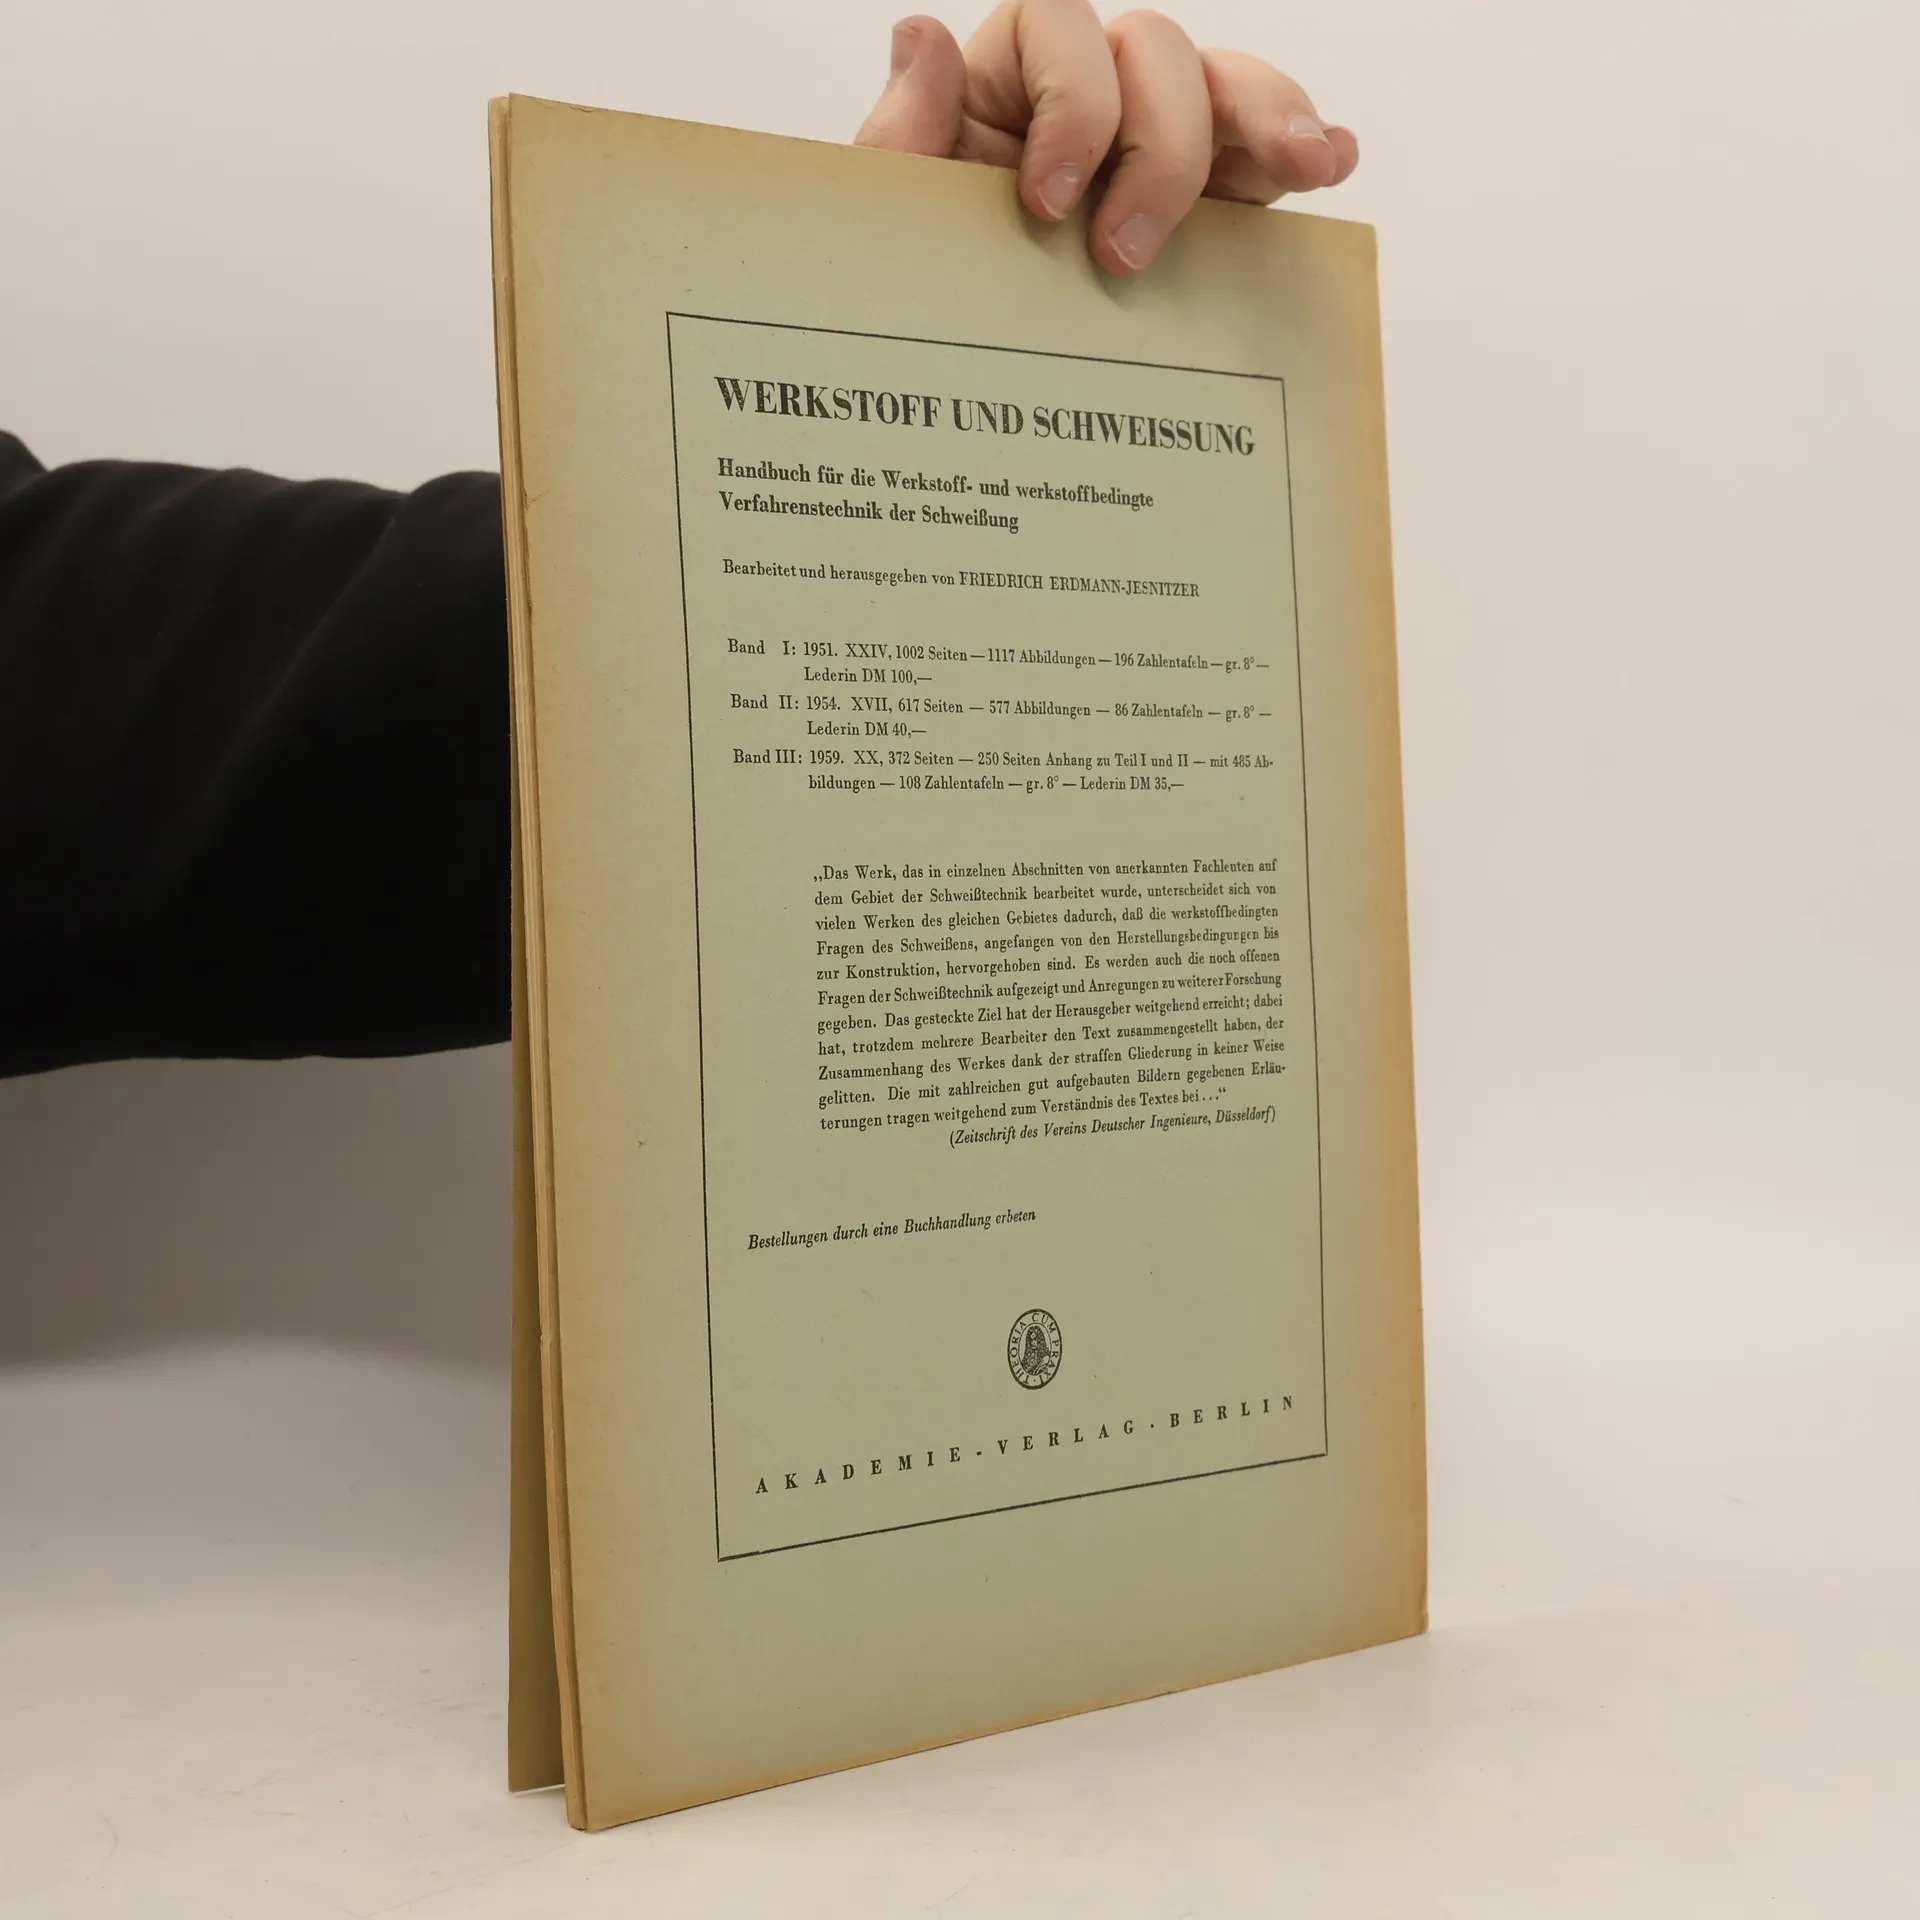 WERKSTOFF UND SCHWEISSUNG
Handbuch für die Werkstoff- und werkstoffbedingte
Verfahrenstechnik der Schweißung
Bearbeitet und herausgegeben von FRIEDRICH ERDMANN-JESNITZER
Band I: 1951. XXIV, 1002 Seiten — 1117 Abbildungen — 196 Zahlentafeln — gr. 8° —
Lederin DM 100,—
Band II: 1954. XVII, 617 Seiten — 577 Abbildungen — 86 Zahlentafeln — gr. 8° —
Lederin DM 40,—
Band III: 1959. XX, 372 Seiten — 250 Seiten Anhang zu Teil I und II — mit 485 Ab-
bildungen — 108 Zahlentafeln — gr. 8° — Lederin DM 35,—
„Das Werk, das in einzelnen Abschnitten von anerkannten Fachleuten auf
dem Gebiet der Schweißtechnik bearbeitet wurde, unterscheidet sich von
vielen Werken des gleichen Gebietes dadurch, daß die werkstoffbedingten
Fragen des Schweißens, angefangen von den Herstellungsbedingungen bis
zur Konstruktion, hervorgehoben sind. Es werden auch die noch offenen
Fragen der Schweißtechnik aufgezeigt und Anregungen zu weiterer Forschung
gegeben. Das gesteckte Ziel hat der Herausgeber weitgehend erreicht; dabei
hat, trotzdem mehrere Bearbeiter den Text zusammengestellt haben, der
Zusammenhang des Werkes dank der straffen Gliederung in keiner Weise
gelitten. Die mit zahlreichen gut aufgebauten Bildern gegebenen Erläu-
terungen tragen weitgehend zum Verständnis des Textes bei . . .“
(Zeitschrift des Vereins Deutscher Ingenieure, Düsseldorf)
Bestellungen durch eine Buchhandlung erbeten
THEORIA CUM PRAXI
AKADEMIE-VERLAG · BERLIN